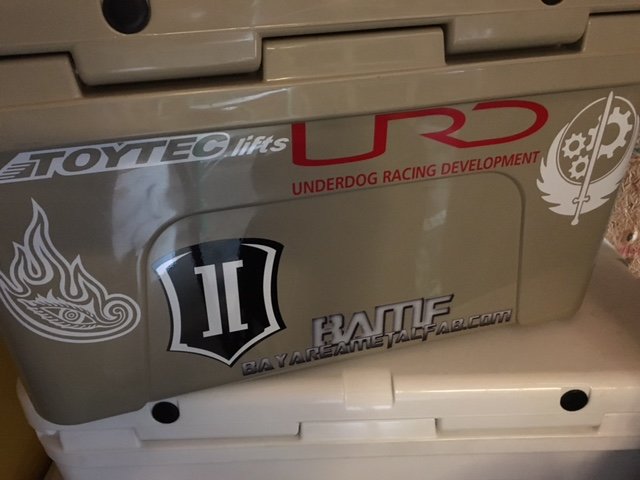 TOYTEC lifts
URD
UNDERDOG RACING DEVELOPMENT
II
BAMF
BAYAREAMETALFAB.COM